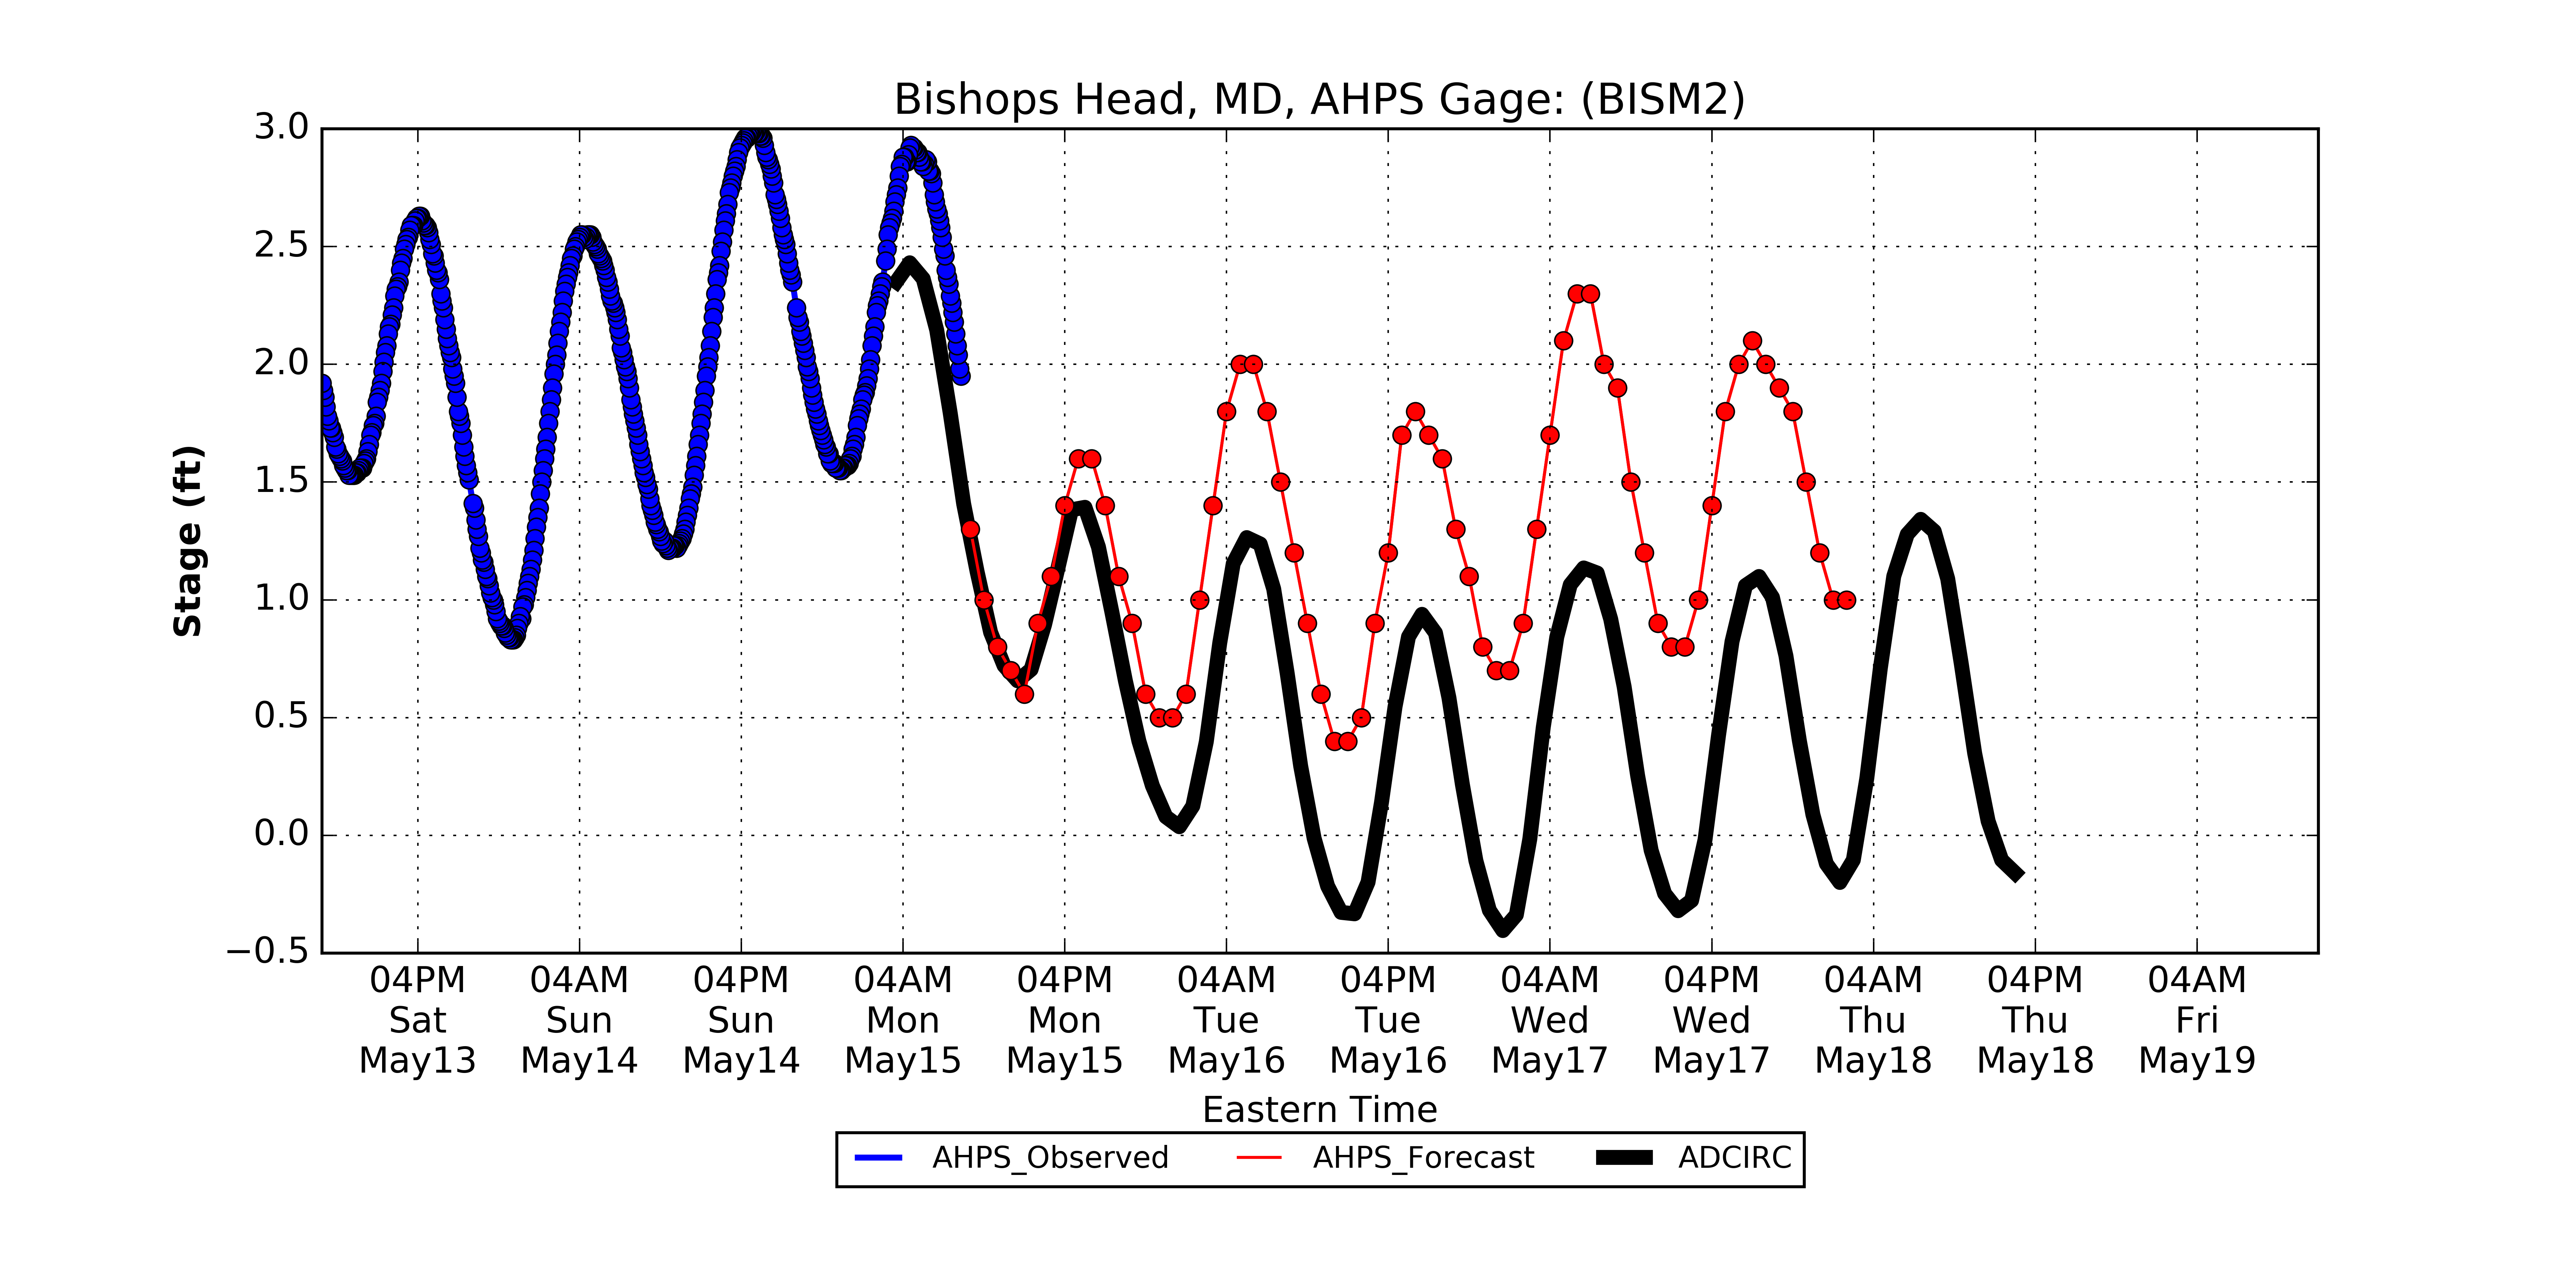 Bishops Head, MD, AHPS Gage: (BISM2)
3.0
2.5
2.0
1.5
1.0
0.5
0.0
−0.5
Stage (ft)
04PM 04AM 04PM 04AM 04PM 04AM 04PM 04AM 04PM 04AM 04PM 04AM
Sat Sun Sun Mon Mon Tue Tue Wed Wed Thu Thu Fri
May13 May14 May14 May15 May15 May16 May16 May17 May17 May18 May18 May19
Eastern Time
AHPS_Observed AHPS_Forecast ADCIRC